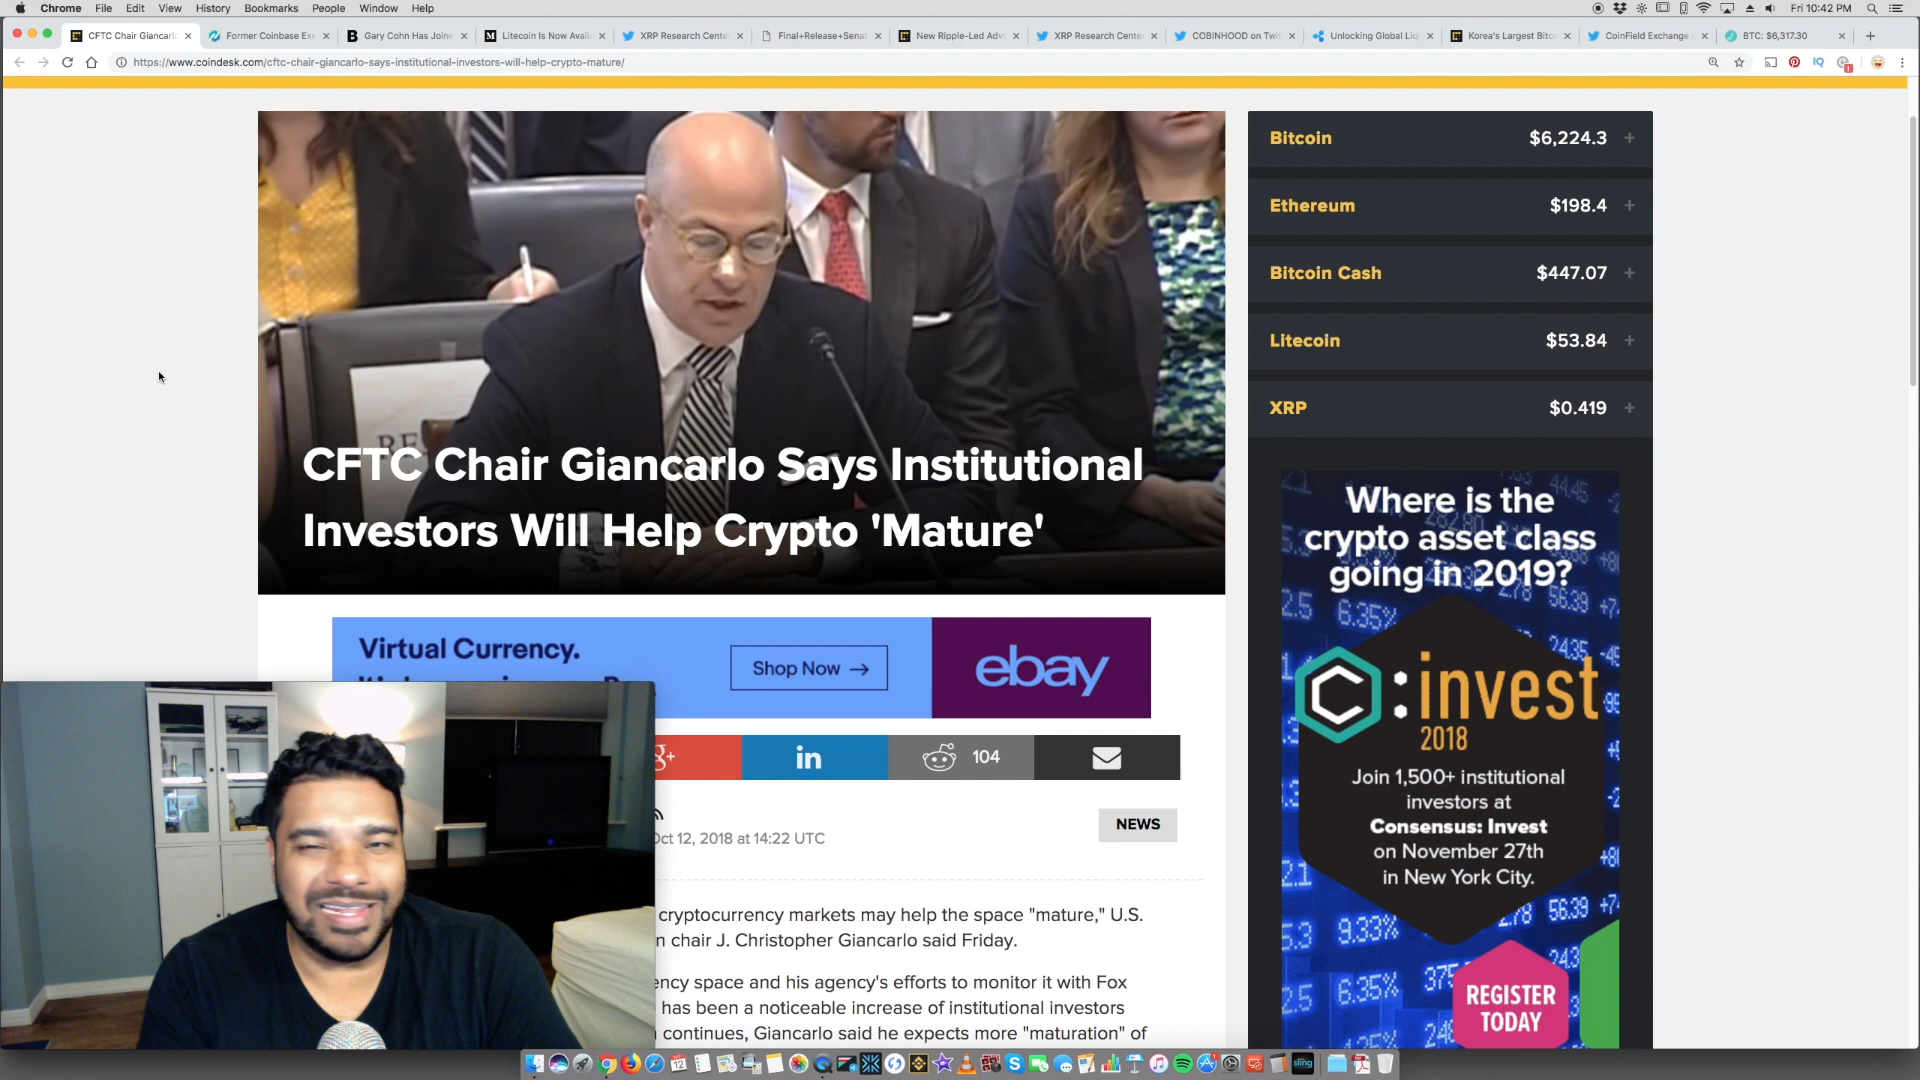 Chrome File Edit View History Bookmarks People Window Help
Fri 10:42 PM
CFTC Chair Giancarlo
Former Coinbase Exe
Gary Cohn Has Joine
Litecoin Is Now Avail
XRP Research Center
Final+Release+Senat
New Ripple-Led Advo
XRP Research Center
COBINHOOD on Twit
Unlocking Global Liq
Korea's Largest Bitco
CoinField Exchange
BTC: $6,317.30
https://www.coindesk.com/cftc-chair-giancarlo-says-institutional-investors-will-help-crypto-mature/
CFTC Chair Giancarlo Says Institutional
Investors Will Help Crypto 'Mature'
Virtual Currency.
Shop Now →
ebay
g+
in
104
Oct 12, 2018 at 14:22 UTC
NEWS
cryptocurrency markets may help the space "mature," U.S.
n chair J. Christopher Giancarlo said Friday.
ency space and his agency's efforts to monitor it with Fox
has been a noticeable increase of institutional investors
continues, Giancarlo said he expects more "maturation" of
Bitcoin $6,224.3 +
Ethereum $198.4 +
Bitcoin Cash $447.07 +
Litecoin $53.84 +
XRP $0.419 +
Where is the
crypto asset class
going in 2019?
C:invest
2018
Join 1,500+ institutional
investors at
Consensus: Invest
on November 27th
in New York City.
REGISTER
TODAY
sling